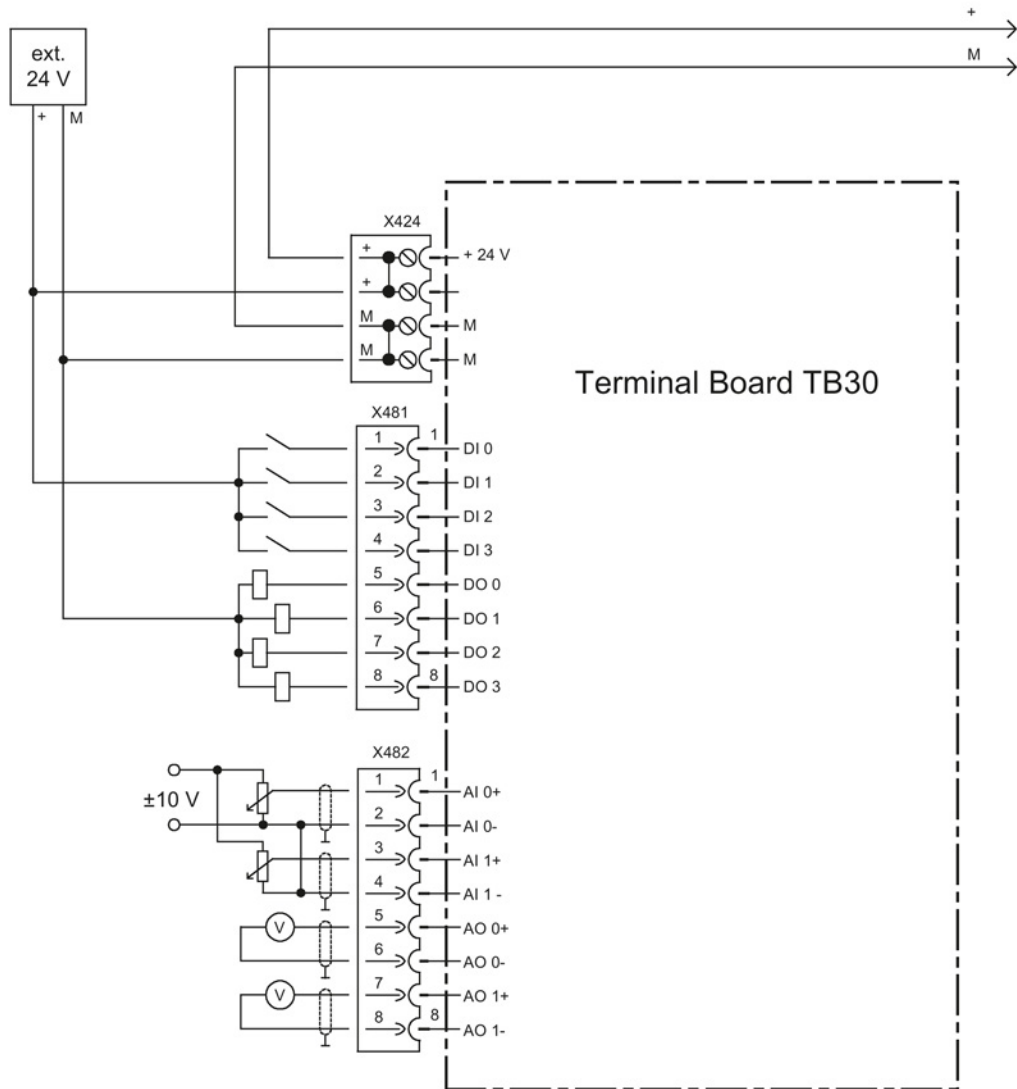 +
M
ext.
24 V
+ M
X424
+ + 24 V
+
M M
M M
Terminal Board TB30
X481
1 1 DI 0
2 DI 1
3 DI 2
4 DI 3
5 DO 0
6 DO 1
7 DO 2
8 8 DO 3
X482
±10 V
1 1 AI 0+
2 AI 0-
3 AI 1+
4 AI 1 -
V 5 AO 0+
6 AO 0-
V 7 AO 1+
8 8 AO 1-